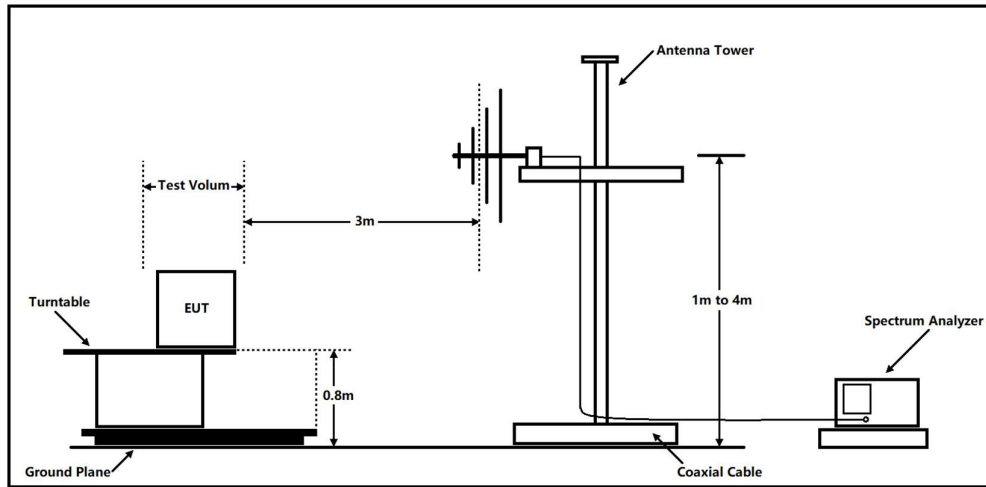 Antenna Tower
Test Volum
3m
EUT
Turntable
1m to 4m
Spectrum Analyzer
0.8m
Ground Plane
Coaxial Cable